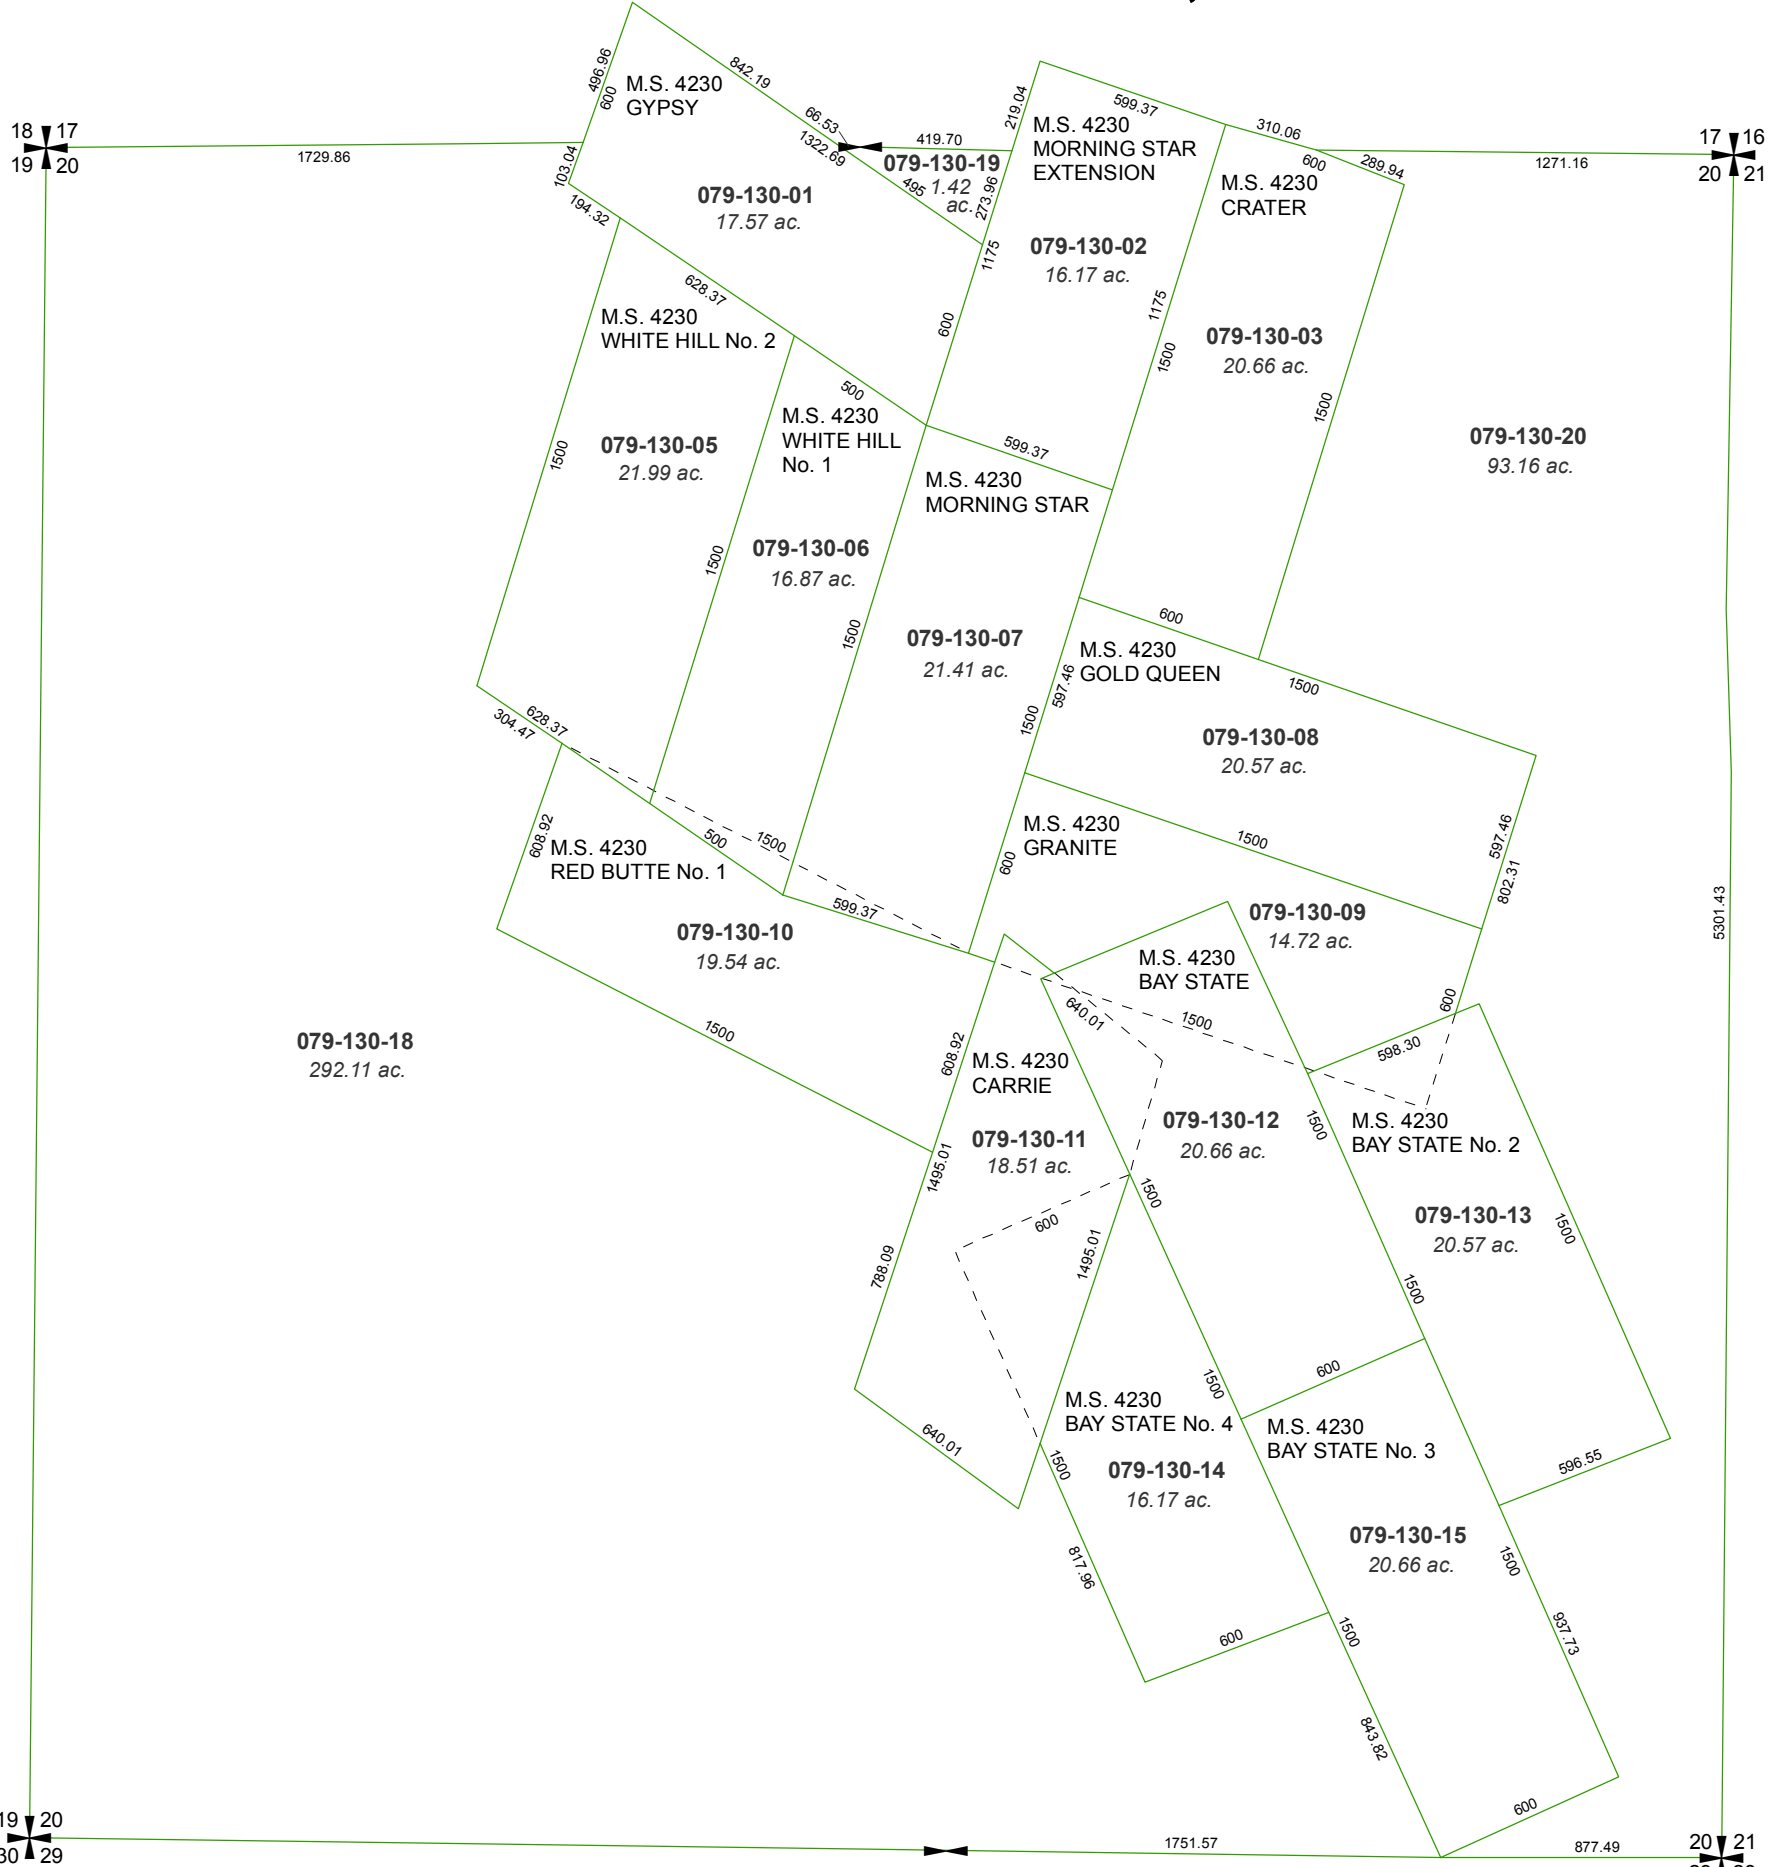 18 17
19 20
1729.86
496.96
600
M.S. 4230
GYPSY
103.04
194.32
842.19
66.53
1322.69
079-130-01
17.57 ac.
419.70
079-130-19
1.42
ac.
495
273.96
219.04
599.37
M.S. 4230
MORNING STAR
EXTENSION
310.06
600
289.94
M.S. 4230
CRATER
1271.16
17 16
20 21
1175
079-130-02
16.17 ac.
600
1175
1500
079-130-03
20.66 ac.
1500
079-130-20
93.16 ac.
628.37
M.S. 4230
WHITE HILL No. 2
500
M.S. 4230
WHITE HILL
No. 1
079-130-05
21.99 ac.
1500
599.37
M.S. 4230
MORNING STAR
079-130-06
16.87 ac.
1500
1500
079-130-07
21.41 ac.
600
M.S. 4230
GOLD QUEEN
597.46
1500
1500
079-130-08
20.57 ac.
628.37
304.47
608.92
M.S. 4230
RED BUTTE No. 1
500
1500
M.S. 4230
GRANITE
600
1500
597.46
802.31
599.37
079-130-09
14.72 ac.
5301.43
079-130-10
19.54 ac.
M.S. 4230
BAY STATE
600
640.01
1500
598.30
1500
079-130-18
292.11 ac.
608.92
M.S. 4230
CARRIE
079-130-11
18.51 ac.
079-130-12
20.66 ac.
1500
M.S. 4230
BAY STATE No. 2
1495.01
1500
600
079-130-13
20.57 ac.
1500
788.09
1495.01
1500
1500
600
M.S. 4230
BAY STATE No. 4
640.01
M.S. 4230
BAY STATE No. 3
1500
079-130-14
16.17 ac.
596.55
079-130-15
20.66 ac.
1500
817.96
600
1500
937.73
843.82
600
19 20
30 29
1751.57
877.49
20 21